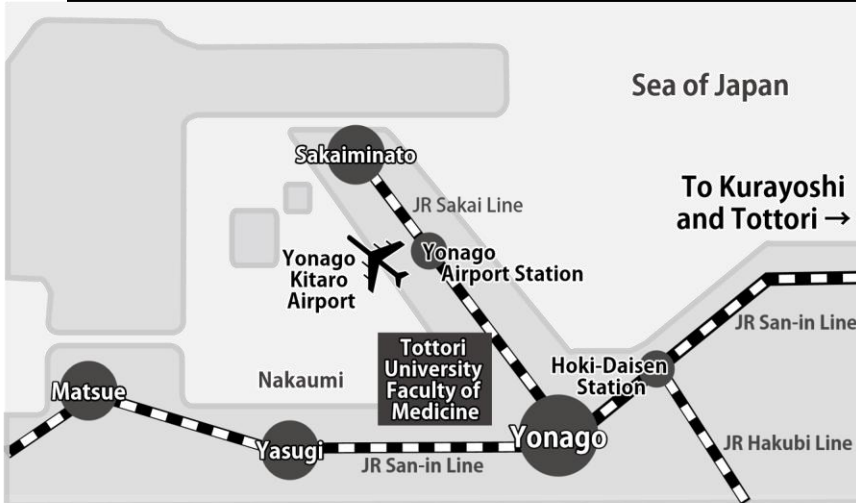 Sea of Japan
Sakaiminato
To Kurayoshi
and Tottori →
JR Sakai Line
Yonago
Kitaro
Airport
Yonago
Airport Station
JR San-in Line
Tottori
University
Faculty of
Medicine
Hoki-Daisen
Station
Nakaumi
Matsue
Yonago
Yasugi
JR San-in Line
JR Hakubi Line